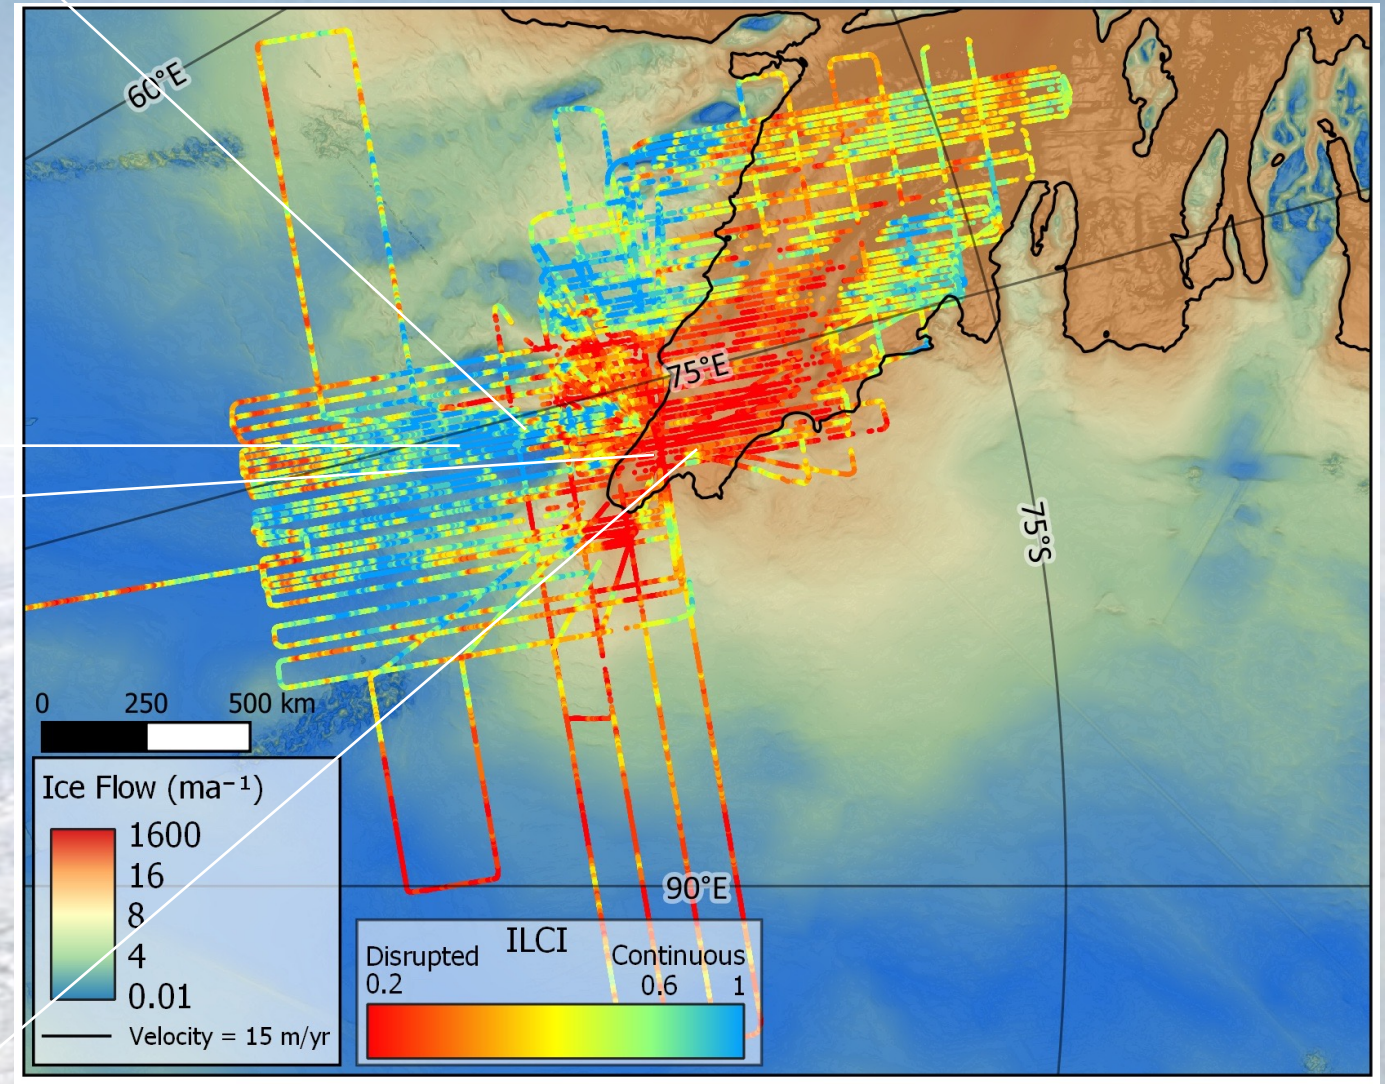 60°E
75°E
75°S
0 250 500 km
Ice Flow (ma⁻¹)
1600
16
8
4
0.01
Velocity = 15 m/yr
90°E
ILCI
Disrupted Continuous
0.2 0.6 1